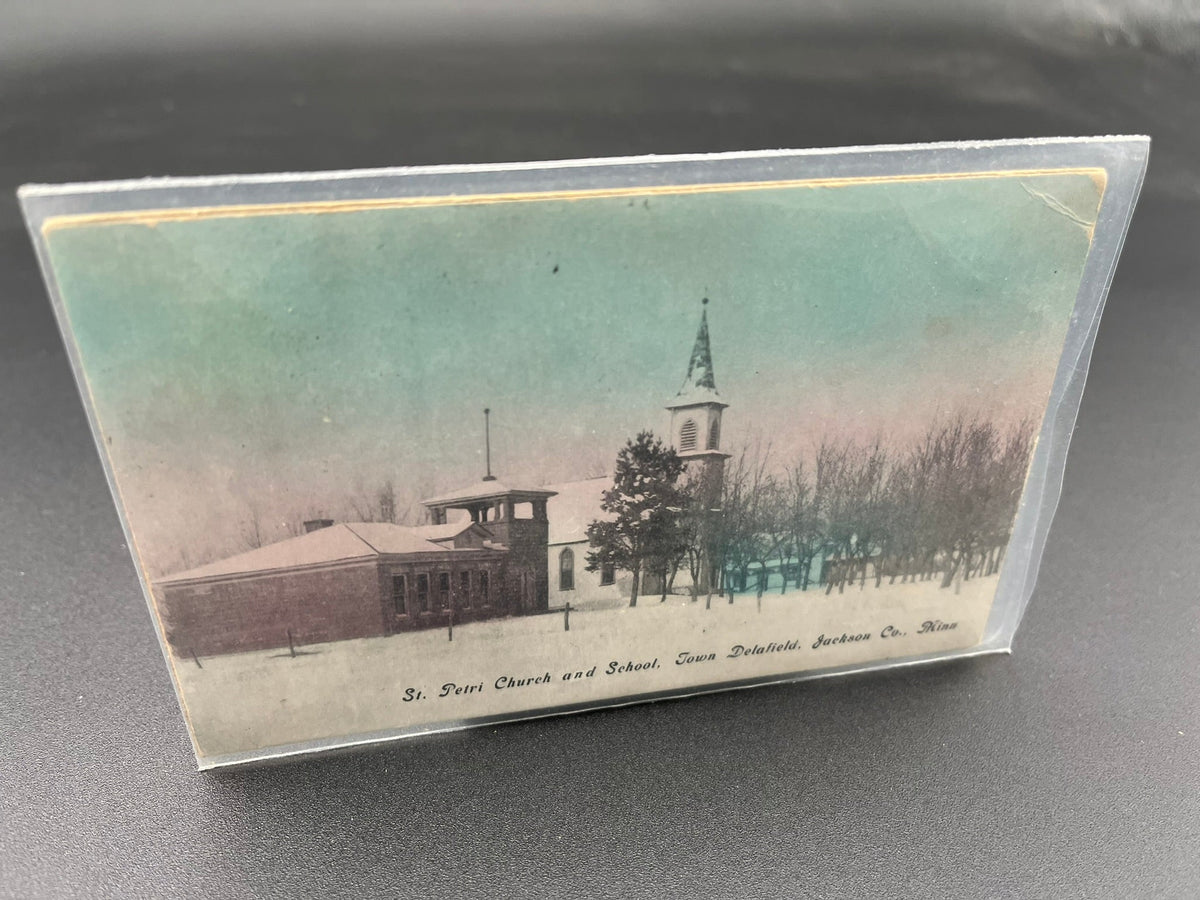 St. Petri Church and School, Town Delafield, Jackson Co., Minn